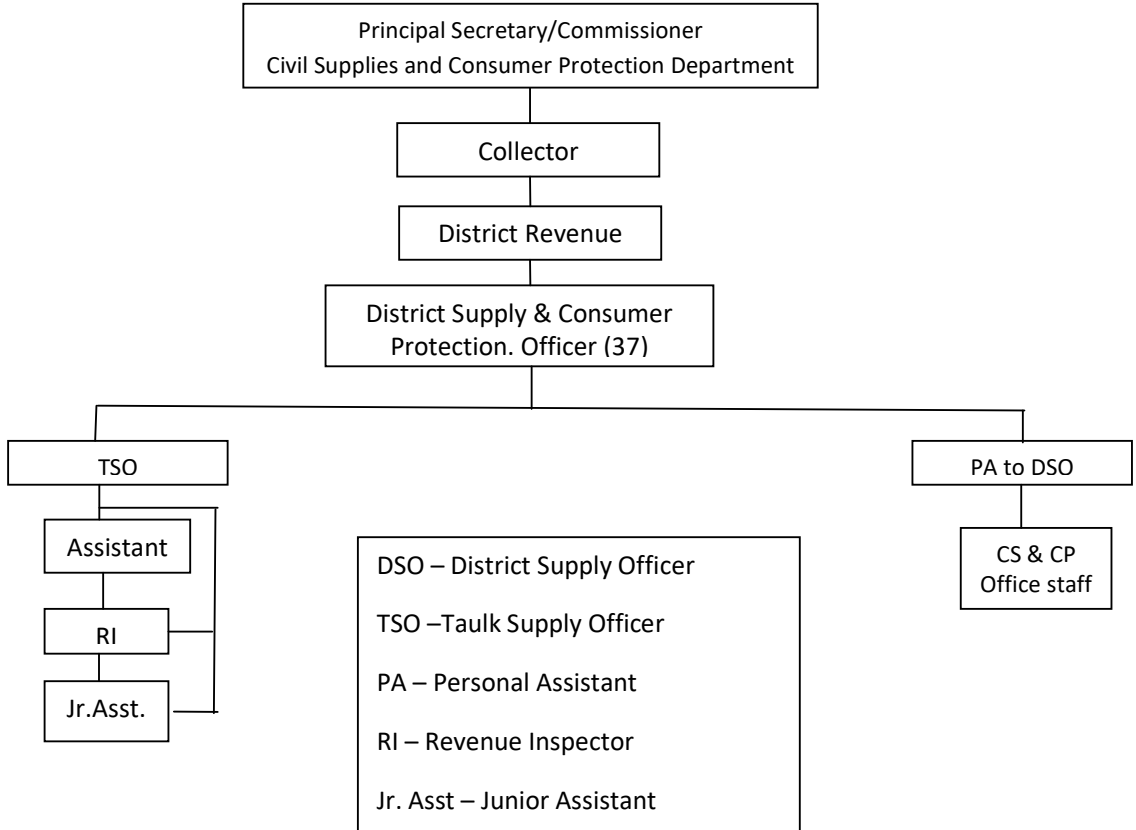 Principal Secretary/Commissioner
Civil Supplies and Consumer Protection Department
Collector
District Revenue
District Supply & Consumer
Protection. Officer (37)
TSO
PA to DSO
Assistant
RI
Jr.Asst.
CS & CP
Office staff
DSO – District Supply Officer
TSO –Taulk Supply Officer
PA – Personal Assistant
RI – Revenue Inspector
Jr. Asst – Junior Assistant